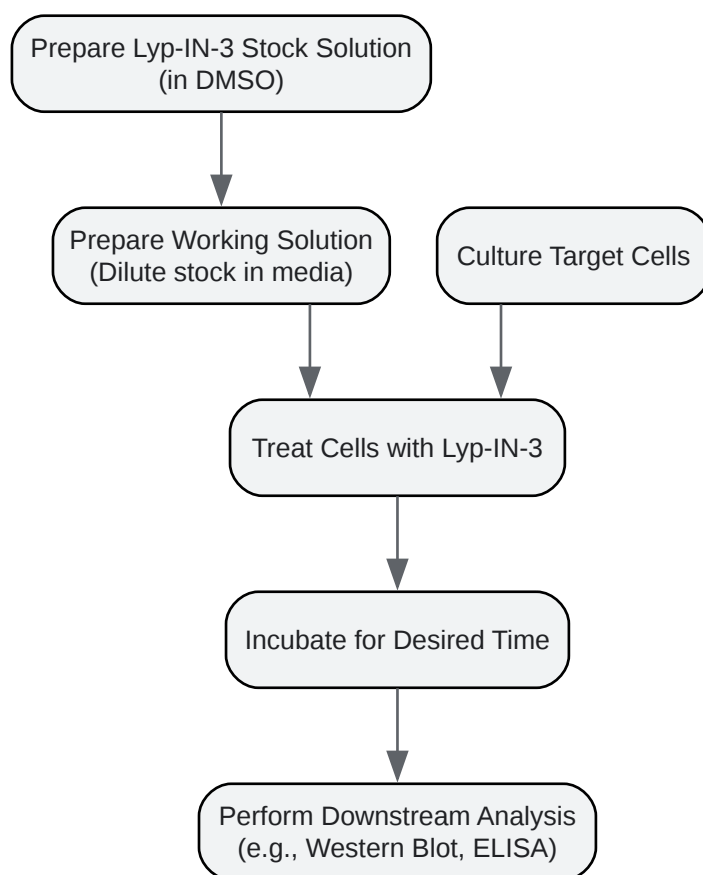 Prepare Lyp-IN-3 Stock Solution
(in DMSO)
Prepare Working Solution
(Dilute stock in media)
Culture Target Cells
Treat Cells with Lyp-IN-3
Incubate for Desired Time
Perform Downstream Analysis
(e.g., Western Blot, ELISA)